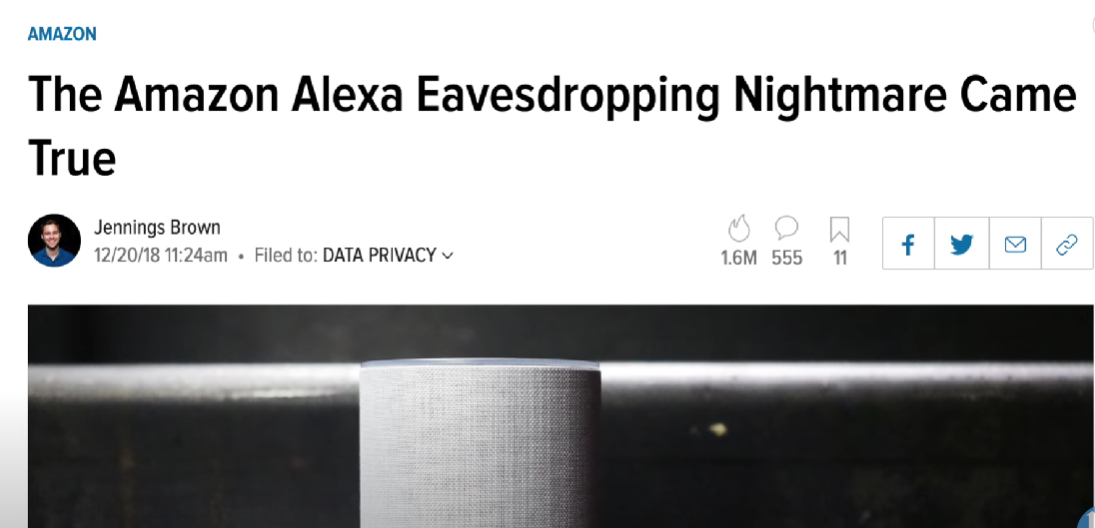 AMAZON
The Amazon Alexa Eavesdropping Nightmare Came
True
Jennings Brown
12/20/18 11:24am • Filed to: DATA PRIVACY
1.6M 555 11